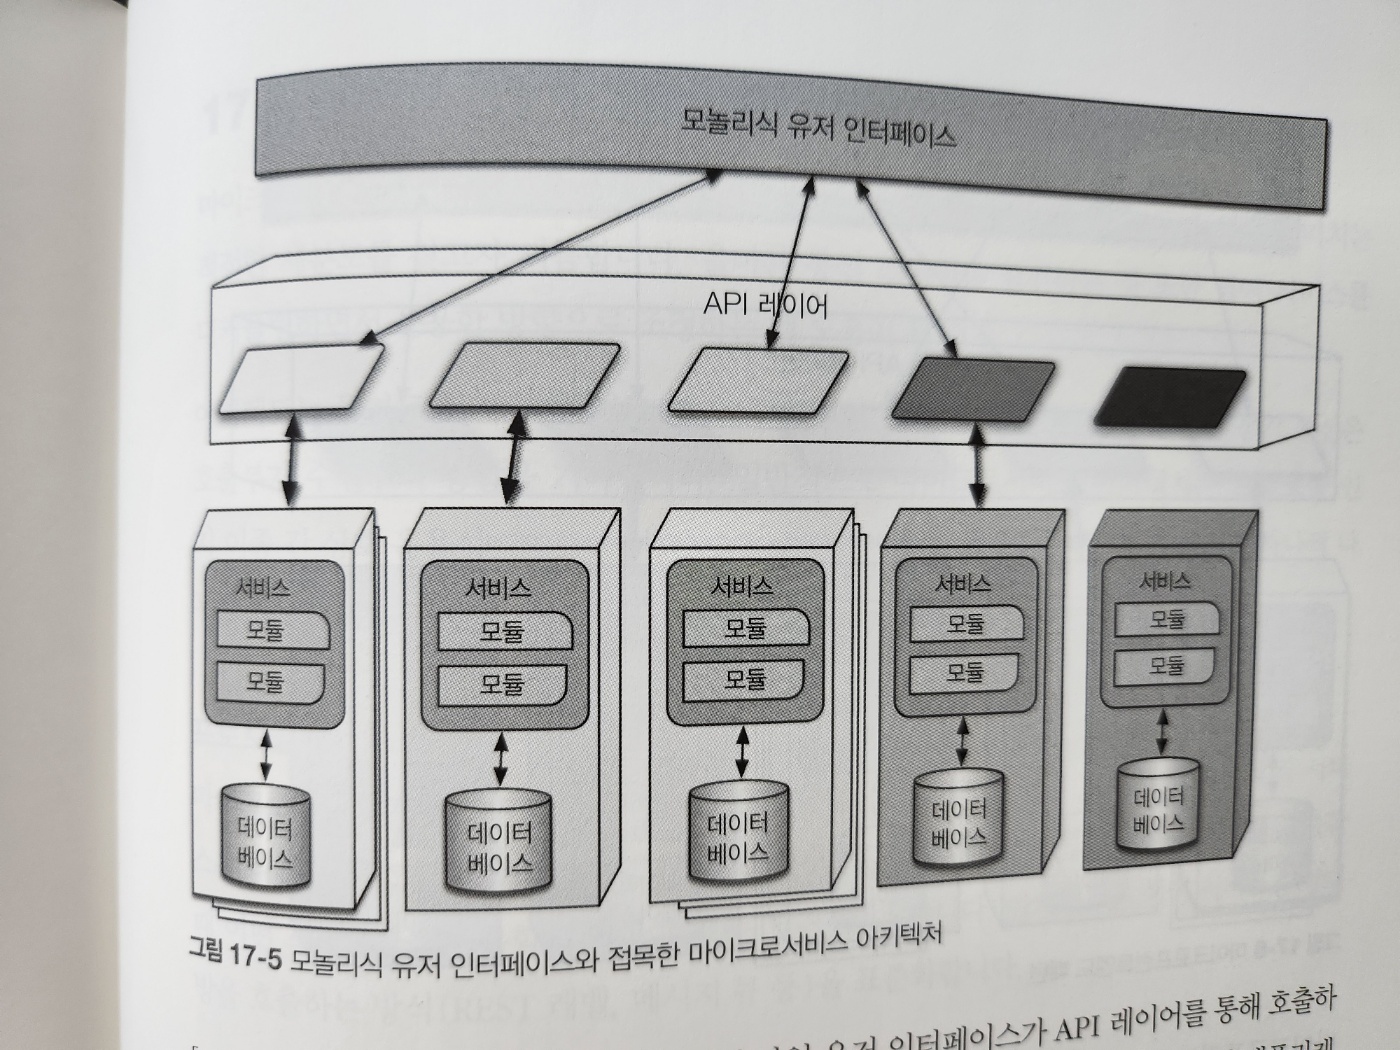 모놀리식 유저 인터페이스
API 레이어
서비스
모듈
모듈
데이터
베이스
서비스
모듈
모듈
데이터
베이스
서비스
모듈
모듈
데이터
베이스
서비스
모듈
모듈
데이터
베이스
서비스
모듈
모듈
데이터
베이스
그림 17-5 모놀리식 유저 인터페이스와 접목한 마이크로서비스 아키텍처
유저 인터페이스가 API 레이어를 통해 호출하